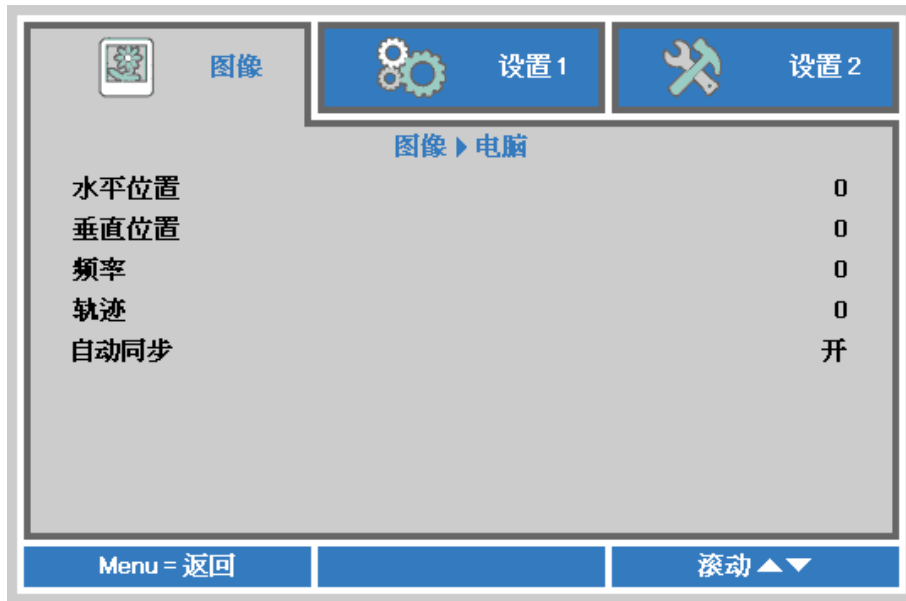 图像 设置 1 设置 2
图像 ▶ 电脑
水平位置 0
垂直位置 0
频率 0
轨迹 0
自动同步 开
Menu = 返回 滚动 ▲▼